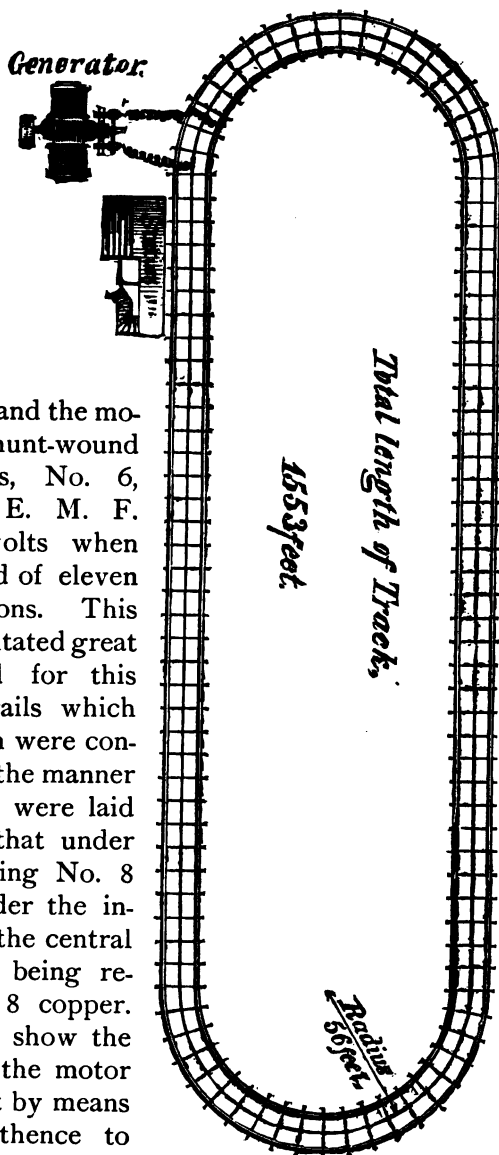 Generator.
Total length of Track,
1553 feet.
and the mo-
hunt-wound
s, No. 6,
E. M. F.
volts when
d of eleven
ons. This
itated great
l for this
ails which
h were con-
the manner
were laid
that under
ing No. 8
der the in-
the central
being re-
8 copper.
show the
the motor
t by means
thence to
Radius
56 feet.